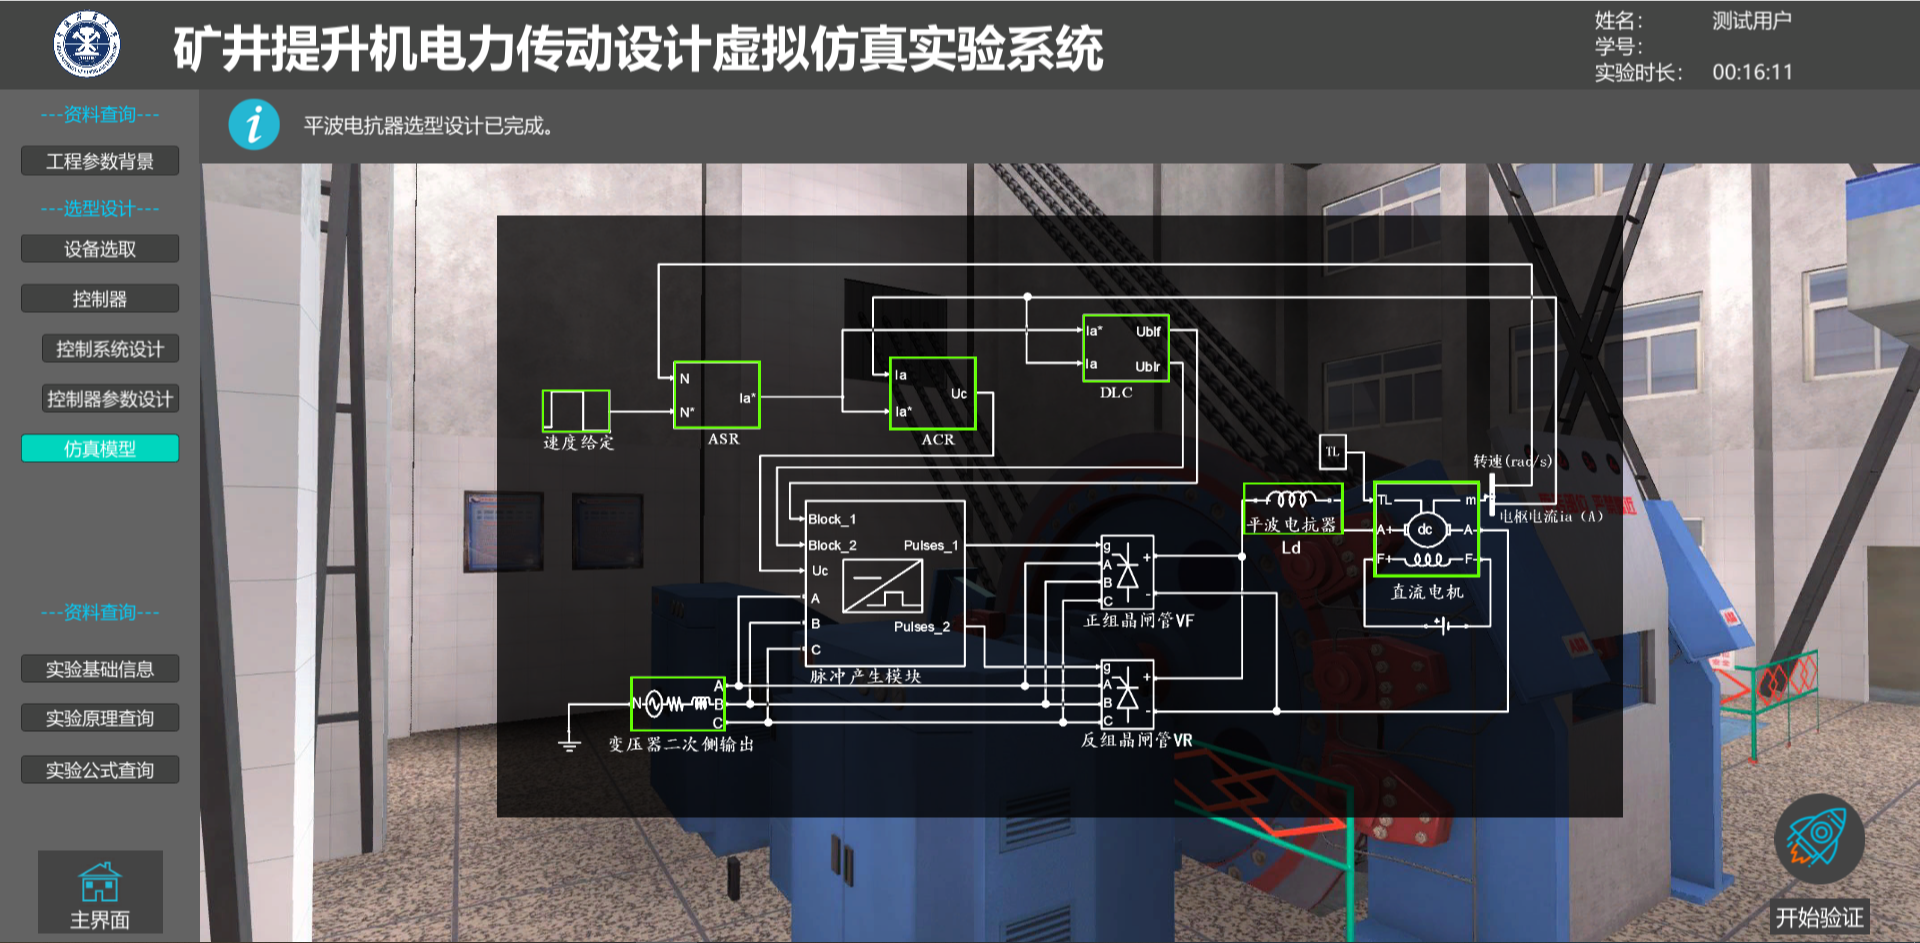 矿井提升机电力传动设计虚拟仿真实验系统
姓名： 测试用户
学号：
实验时长： 00:16:11
---资料查询---
工程参数背景
---选型设计---
设备选取
控制器
控制系统设计
控制器参数设计
仿真模型
---资料查询---
实验基础信息
实验原理查询
实验公式查询
主界面
平波电抗器选型设计已完成。
Ia* Ublf
Ia Ublr
DLC
N
Ia*
N*
ASR
Ia
Uc
Ia*
ACR
速度给定
TL
转速(rad/s)
电枢电流ia（A）
平波电抗器
Ld
TL m
A+ dc A-
F+ F-
直流电机
Block_1
Block_2 Pulses_1
Uc
A
B Pulses_2
C
脉冲产生模块
g
A +
B
C -
正组晶闸管VF
g
A +
B
C -
反组晶闸管VR
A
N B
C
变压器二次侧输出
开始验证